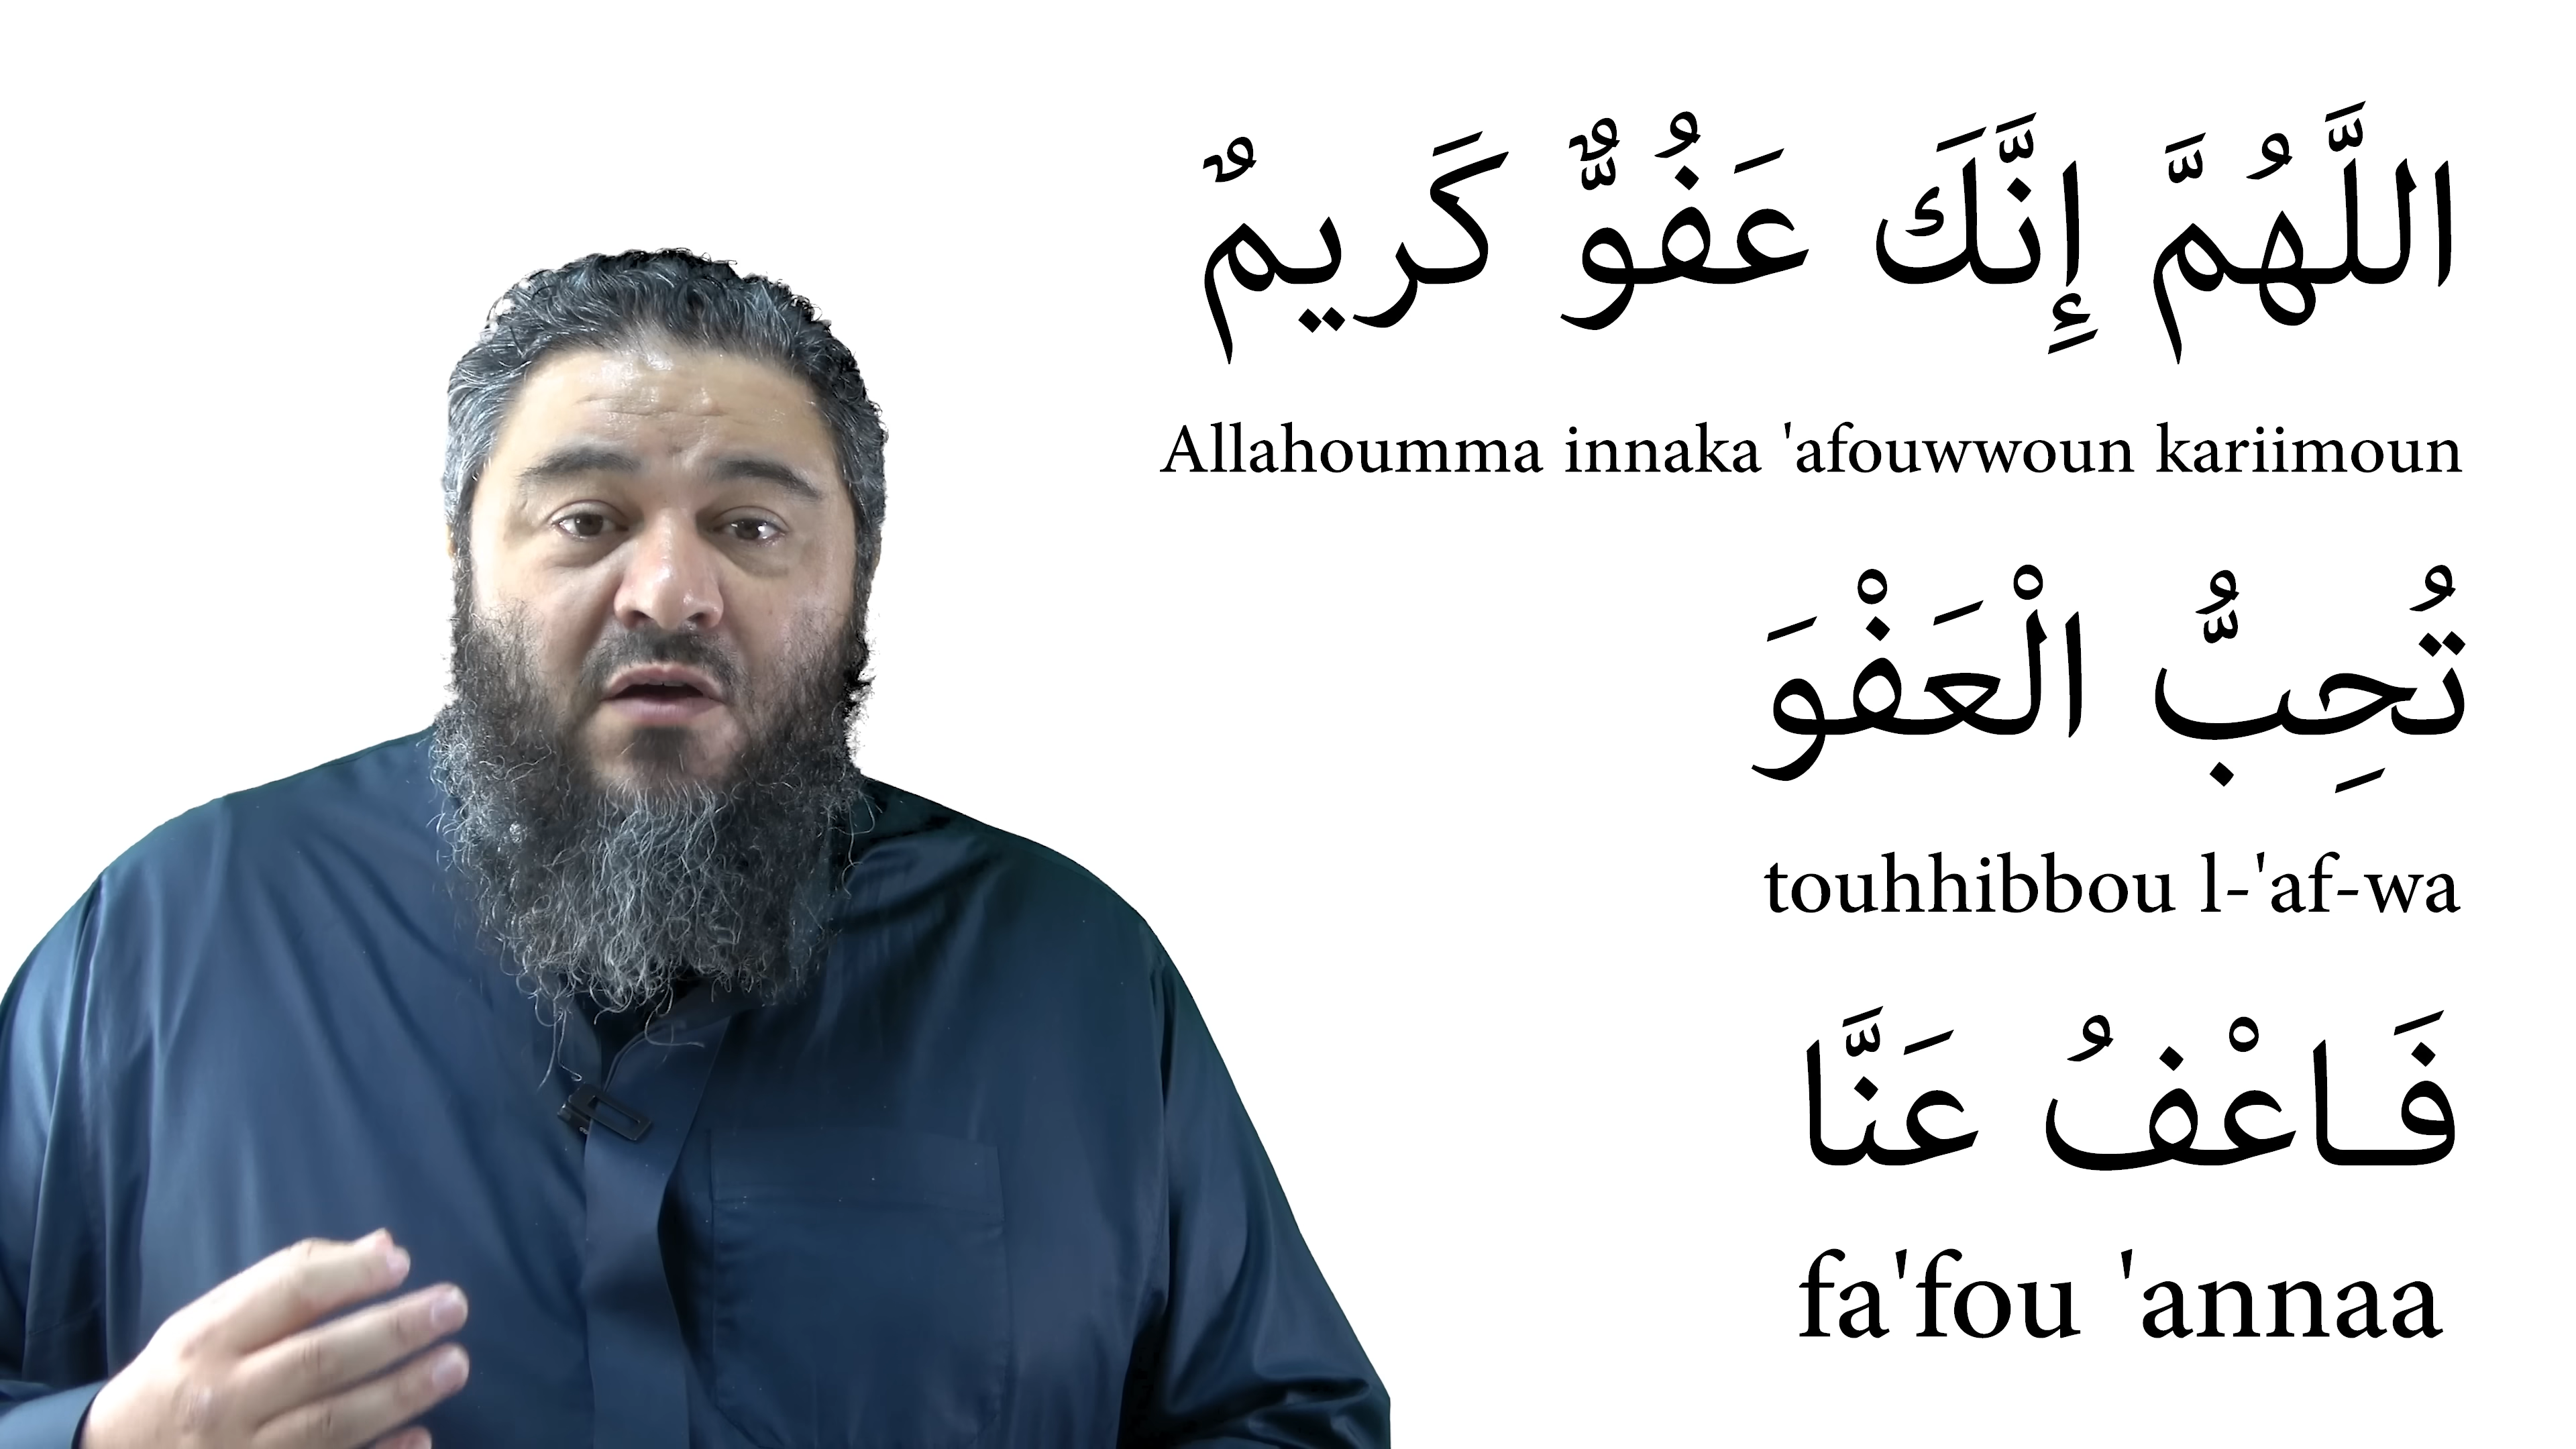 اللَّهُمَّ إِنَّكَ عَفُوٌّ كَرِيمٌ
Allahoumma innaka 'afouwwoun kariimoun
تُحِبُّ الْعَفْوَ
touhhibbou l-'af-wa
فَـاعْفُ عَنَّا
fa'fou 'annaa